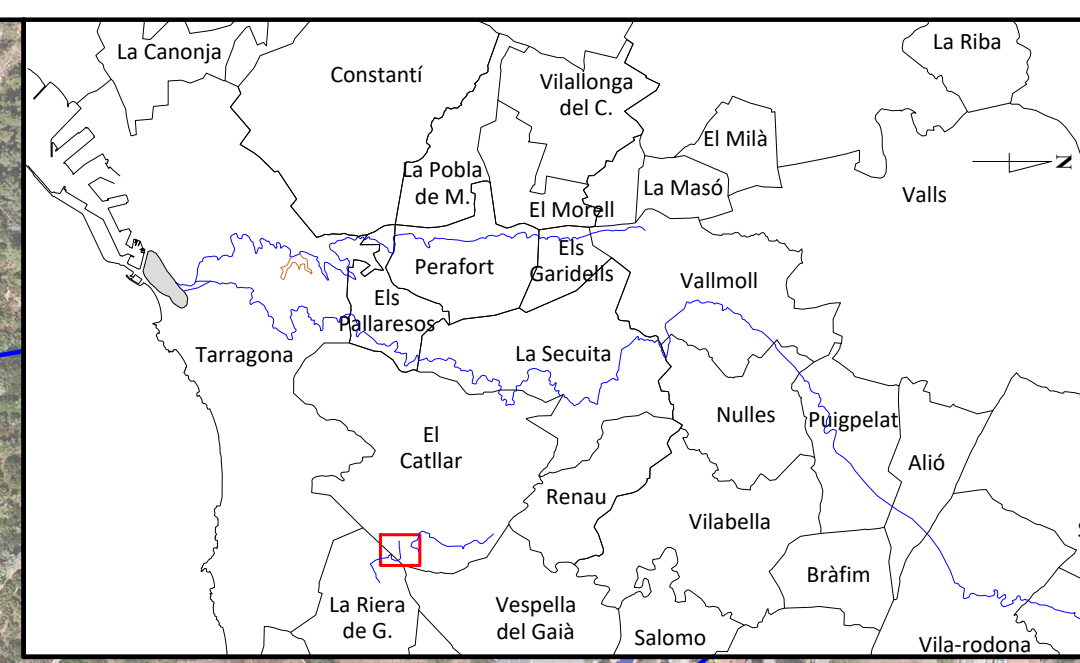 La Canonja
Constantí
Vilallonga
del C.
La Riba
El Milà
La Pobla
de M.
La Masó
Valls
N
El Morell
Els
Garidells
Perafort
Vallmoll
Els
Pallaresos
Tarragona
La Secuita
Nulles
Puigpelat
El
Catllar
Alió
Renau
Vilabella
Bràfim
La Riera
de G.
Vespella
del Gaià
Salomo
Vila-rodona